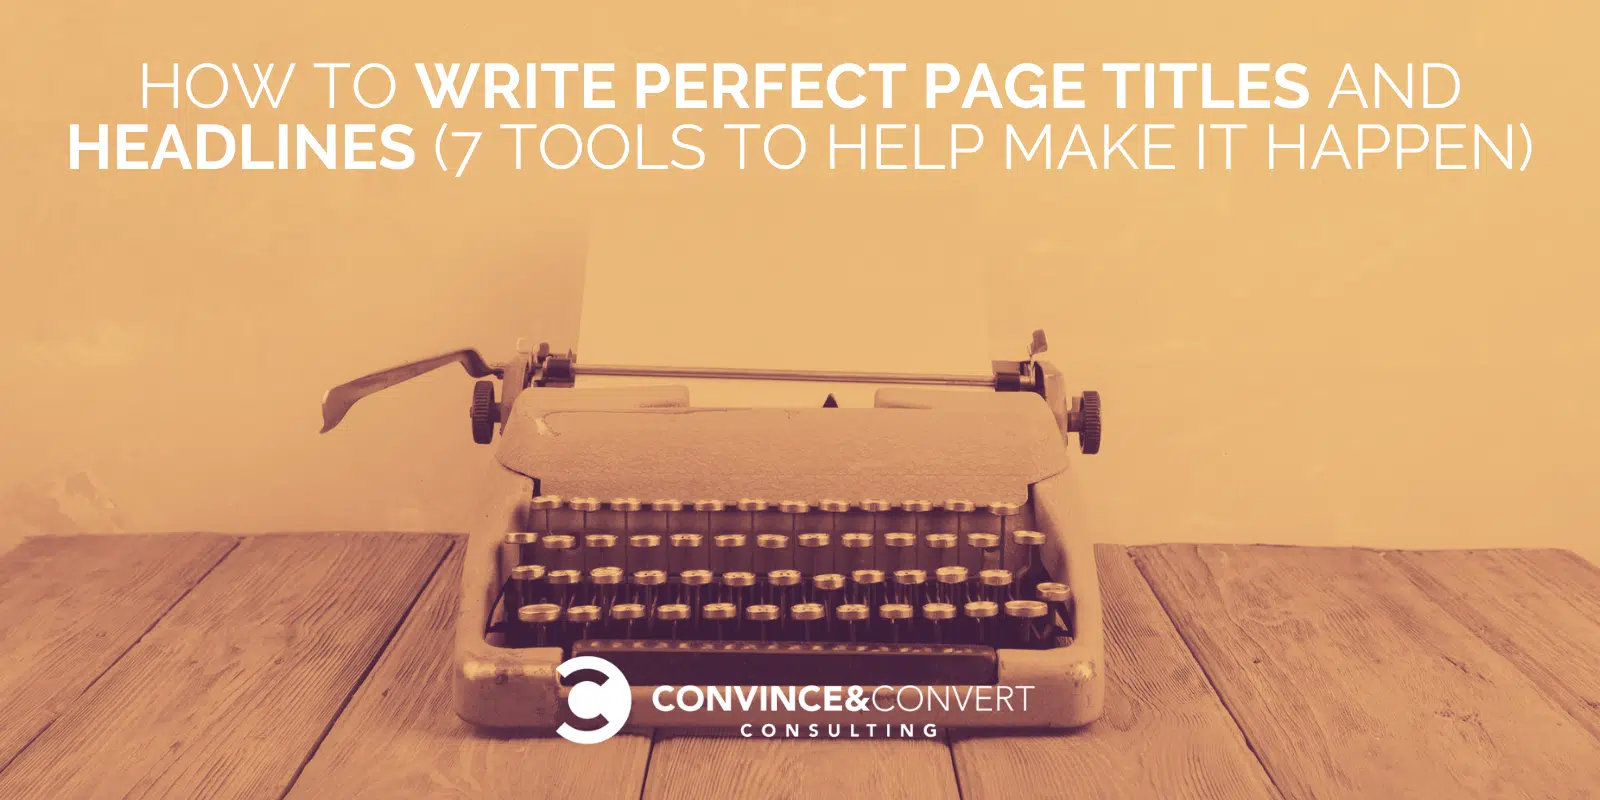 HOW TO WRITE PERFECT PAGE TITLES AND
HEADLINES (7 TOOLS TO HELP MAKE IT HAPPEN)
CONVINCE&CONVERT
CONSULTING